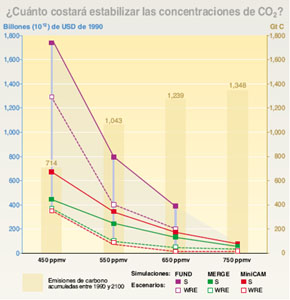 ¿Cuánto costará estabilizar las concentraciones de CO₂?
Billones (10¹²) de USD de 1990 Gt C
1,800 1,800
1,600 1,600
1,400 1,400
1,348
1,239
1,200 1,200
1,043
1,000 1,000
800 800
714
600 600
400 400
200 200
0 0
450 ppmv 550 ppmv 650 ppmv 750 ppmv
Simulaciones: FUND MERGE MiniCAM
Emisiones de carbono
acumuladas entre 1990 y 2100
Escenarios: S S S
WRE WRE WRE